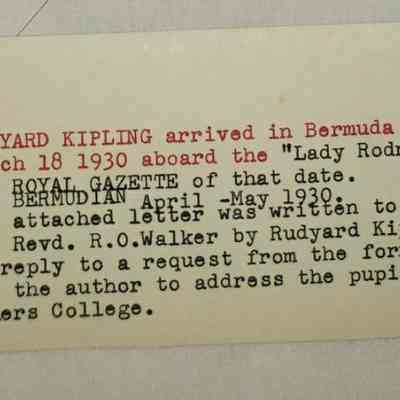 YARD KIPLING arrived in Bermuda
ch 18 1930 aboard the "Lady Rodn
ROYAL GAZETTE of that date.
BERMUDIAN April -May 1930.
attached letter was written to
Revd. R.O.Walker by Rudyard Ki
reply to a request from the for
the author to address the pupi
ers College.